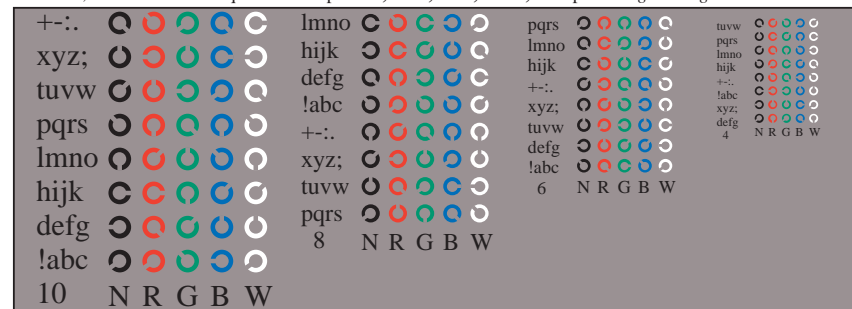 +-:.
xyz;
tuvw
pqrs
lmno
hijk
defg
!abc
10 N R G B W
lmno
hijk
defg
!abc
+-:.
xyz;
tuvw
pqrs
8 N R G B W
pqrs
lmno
hijk
+-:.
xyz;
tuvw
defg
!abc
6 N R G B W
tuvw
pqrs
lmno
hijk
+-:.
!abc
xyz;
defg
4 N R G B W